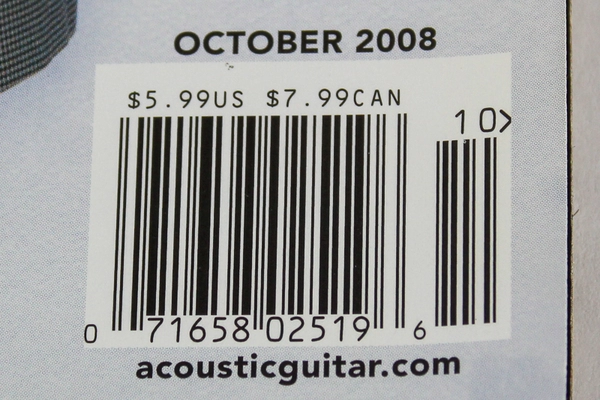 OCTOBER 2008
$5.99US $7.99CAN
10>
0 71658 02519 6
acousticguitar.com